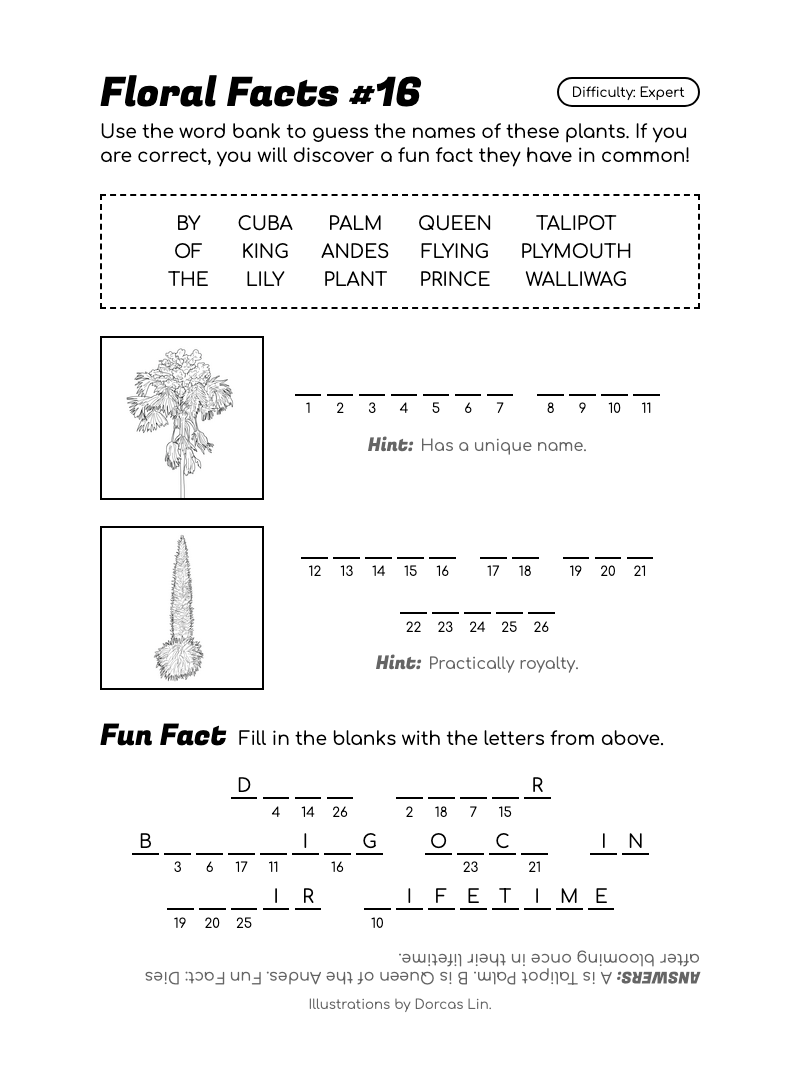 Floral Facts #16
Difficulty: Expert
Use the word bank to guess the names of these plants. If you
are correct, you will discover a fun fact they have in common!
BY CUBA PALM QUEEN TALIPOT
OF KING ANDES FLYING PLYMOUTH
THE LILY PLANT PRINCE WALLIWAG
1 2 3 4 5 6 7 8 9 10 11
Hint: Has a unique name.
12 13 14 15 16 17 18 19 20 21
22 23 24 25 26
Hint: Practically royalty.
Fun Fact Fill in the blanks with the letters from above.
D R
4 14 26 2 18 7 15
B I G O C I N
3 6 17 11 16 23 21
I R I F E T I M E
19 20 25 10
ANSWERS: A is Talipot Palm. B is Queen of the Andes. Fun Fact: Dies
after blooming once in their lifetime.
Illustrations by Dorcas Lin.